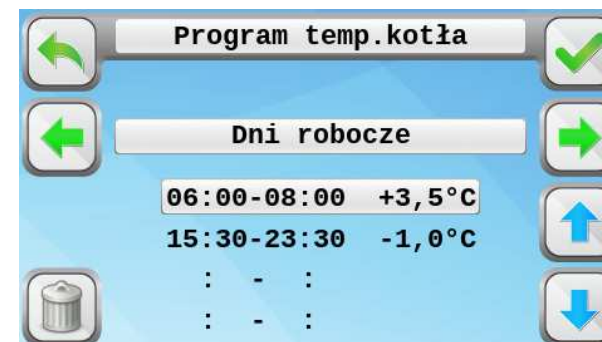 Program temp.kotła
Dni robocze
06:00-08:00 +3,5°C
15:30-23:30 -1,0°C
: - :
: - :